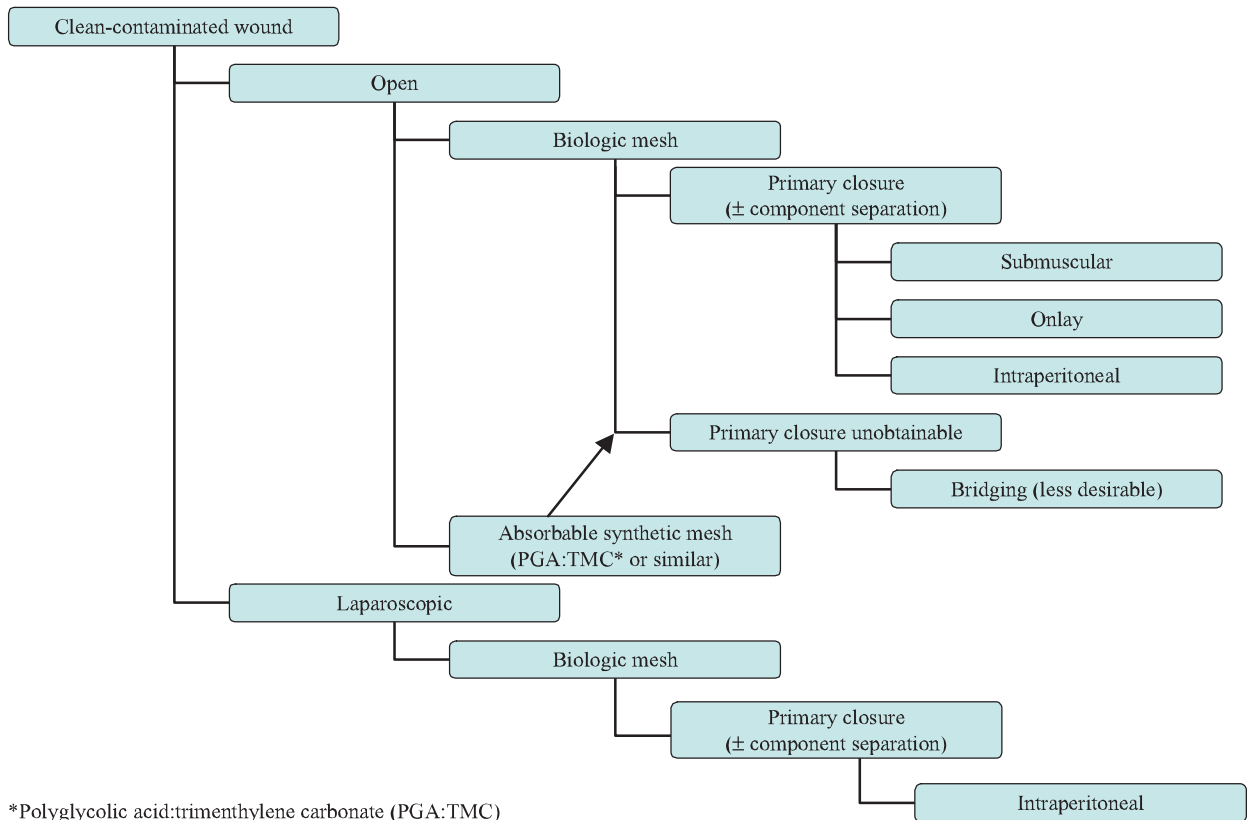 Clean-contaminated wound
Open
Biologic mesh
Primary closure
(± component separation)
Submuscular
Onlay
Intraperitoneal
Primary closure unobtainable
Bridging (less desirable)
Absorbable synthetic mesh
(PGA:TMC* or similar)
Laparoscopic
Biologic mesh
Primary closure
(± component separation)
Intraperitoneal
*Polyglycolic acid:trimenthylene carbonate (PGA:TMC)